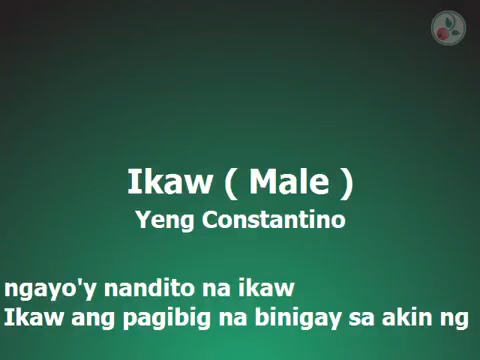 Ikaw ( Male )
Yeng Constantino
ngayo'y nandito na ikaw
Ikaw ang pagibig na binigay sa akin ng